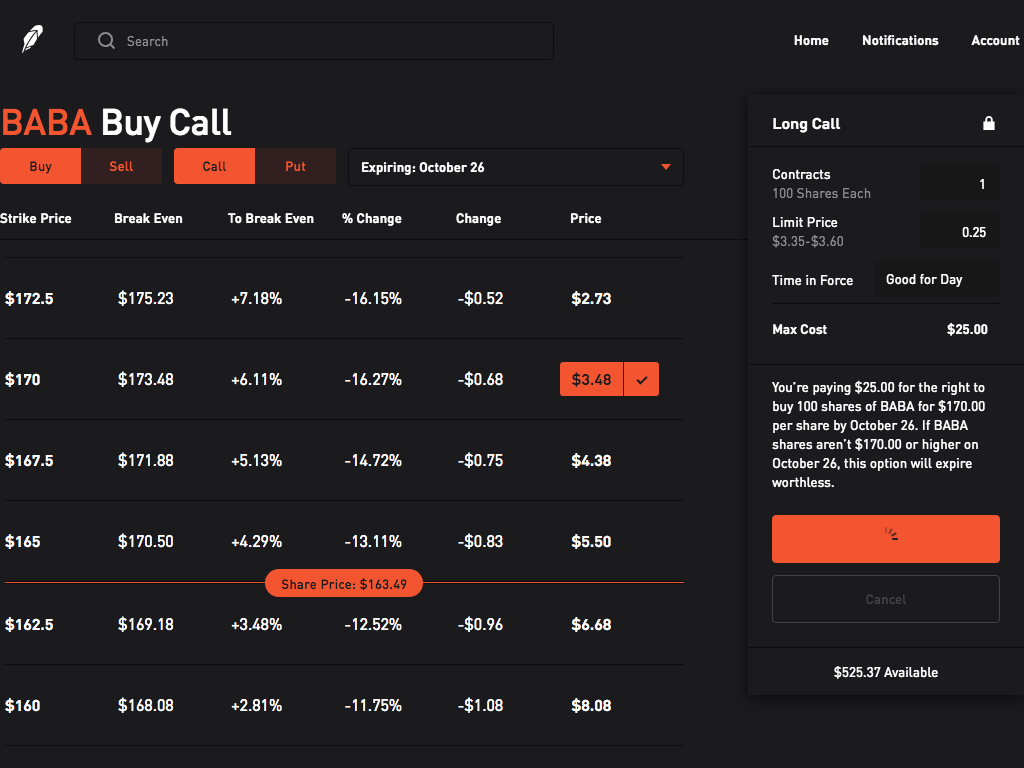 Search
Home Notifications Account
BABA Buy Call
Buy Sell Call Put Expiring: October 26
Strike Price Break Even To Break Even % Change Change Price
$172.5 $175.23 +7.18% -16.15% -$0.52 $2.73
$170 $173.48 +6.11% -16.27% -$0.68 $3.48
$167.5 $171.88 +5.13% -14.72% -$0.75 $4.38
$165 $170.50 +4.29% -13.11% -$0.83 $5.50
Share Price: $163.49
$162.5 $169.18 +3.48% -12.52% -$0.96 $6.68
$160 $168.08 +2.81% -11.75% -$1.08 $8.08
Long Call
Contracts 1
100 Shares Each
Limit Price 0.25
$3.35-$3.60
Time in Force Good for Day
Max Cost $25.00
You’re paying $25.00 for the right to
buy 100 shares of BABA for $170.00
per share by October 26. If BABA
shares aren’t $170.00 or higher on
October 26, this option will expire
worthless.
Cancel
$525.37 Available